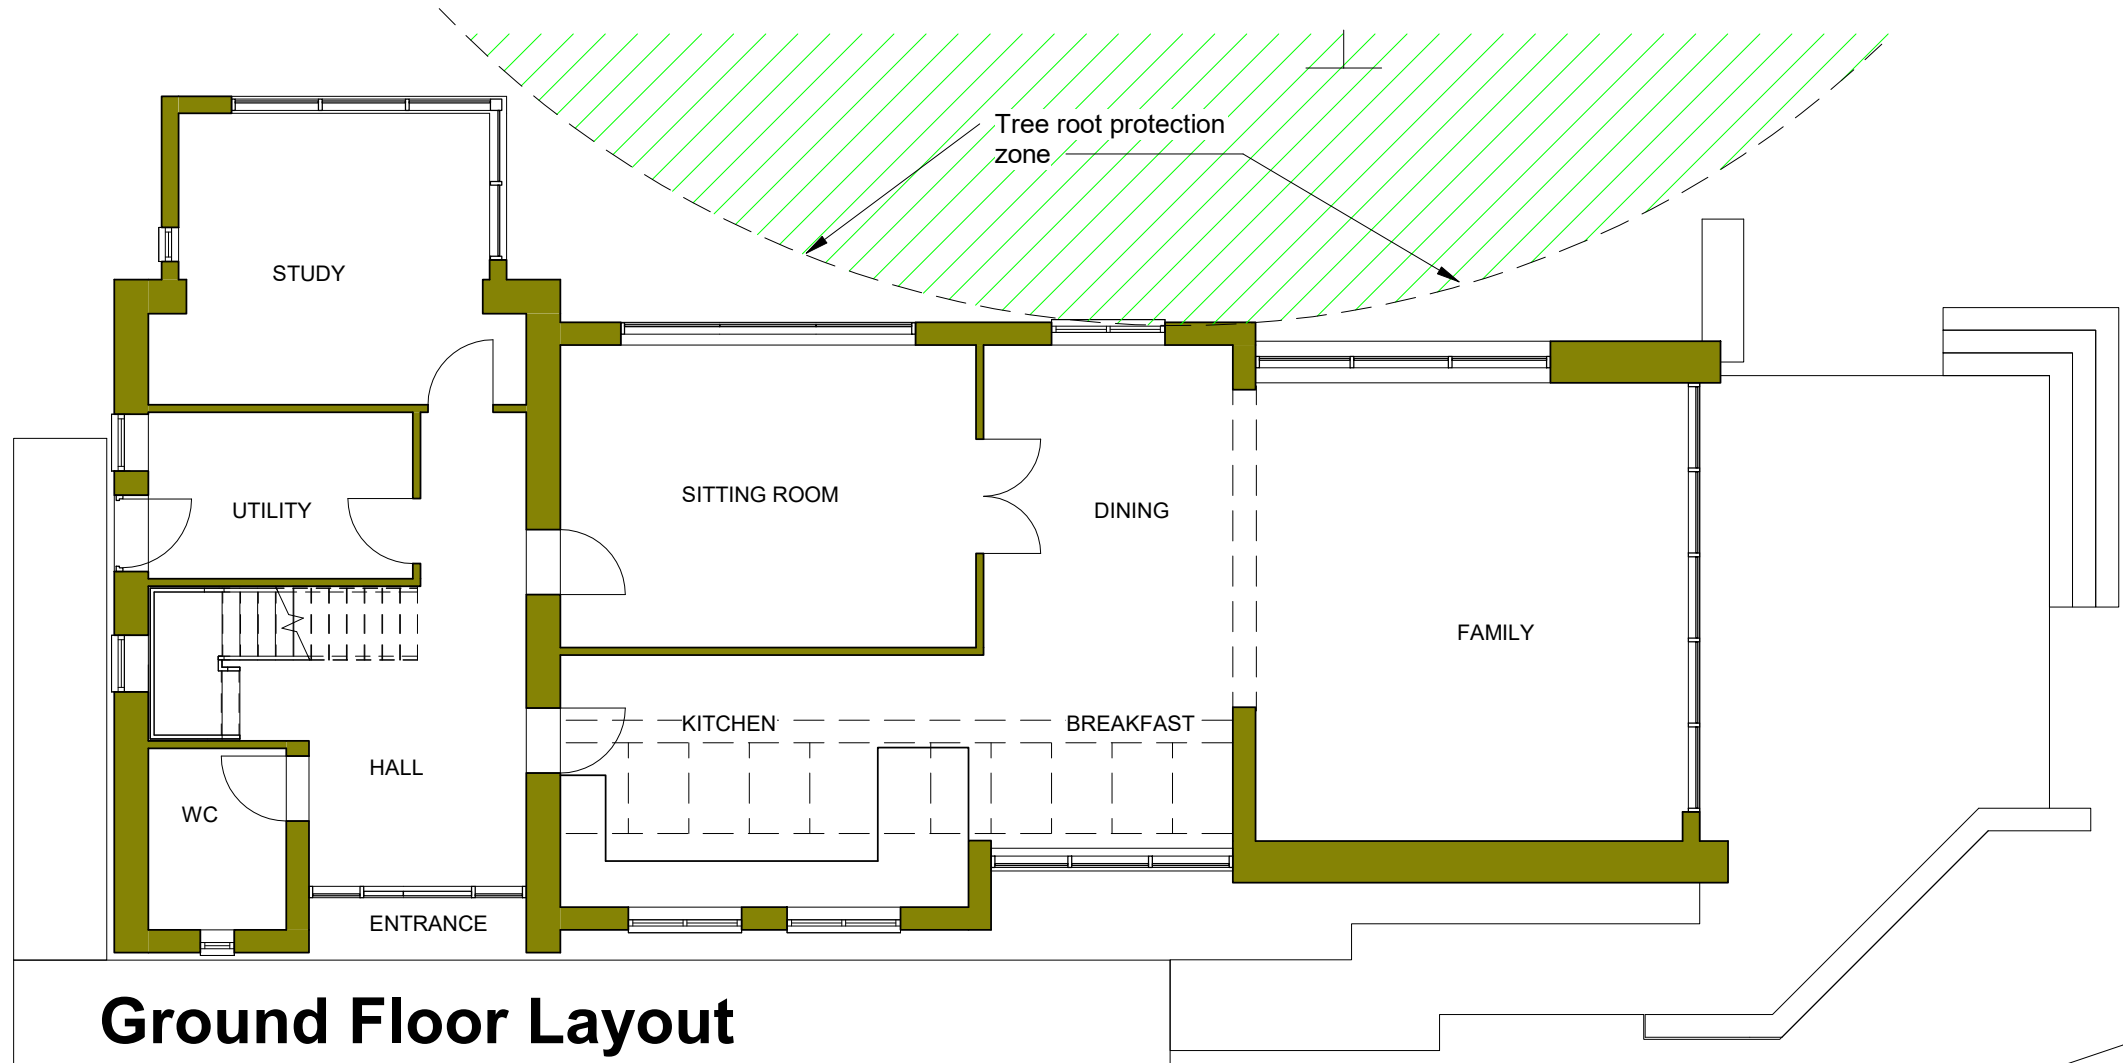 Tree root protection
zone
STUDY
SITTING ROOM
UTILITY
DINING
FAMILY
KITCHEN
BREAKFAST
HALL
WC
ENTRANCE
Ground Floor Layout